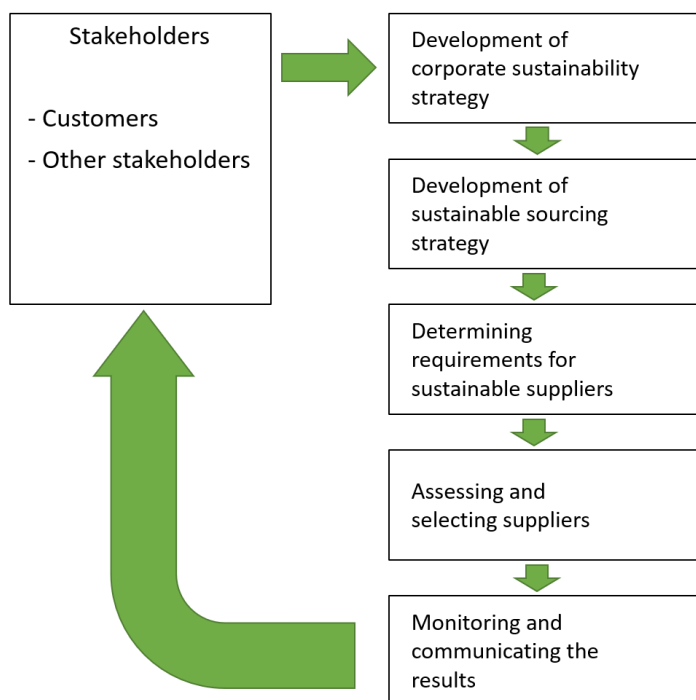 Stakeholders
- Customers
- Other stakeholders
Development of
corporate sustainability
strategy
Development of
sustainable sourcing
strategy
Determining
requirements for
sustainable suppliers
Assessing and
selecting suppliers
Monitoring and
communicating the
results